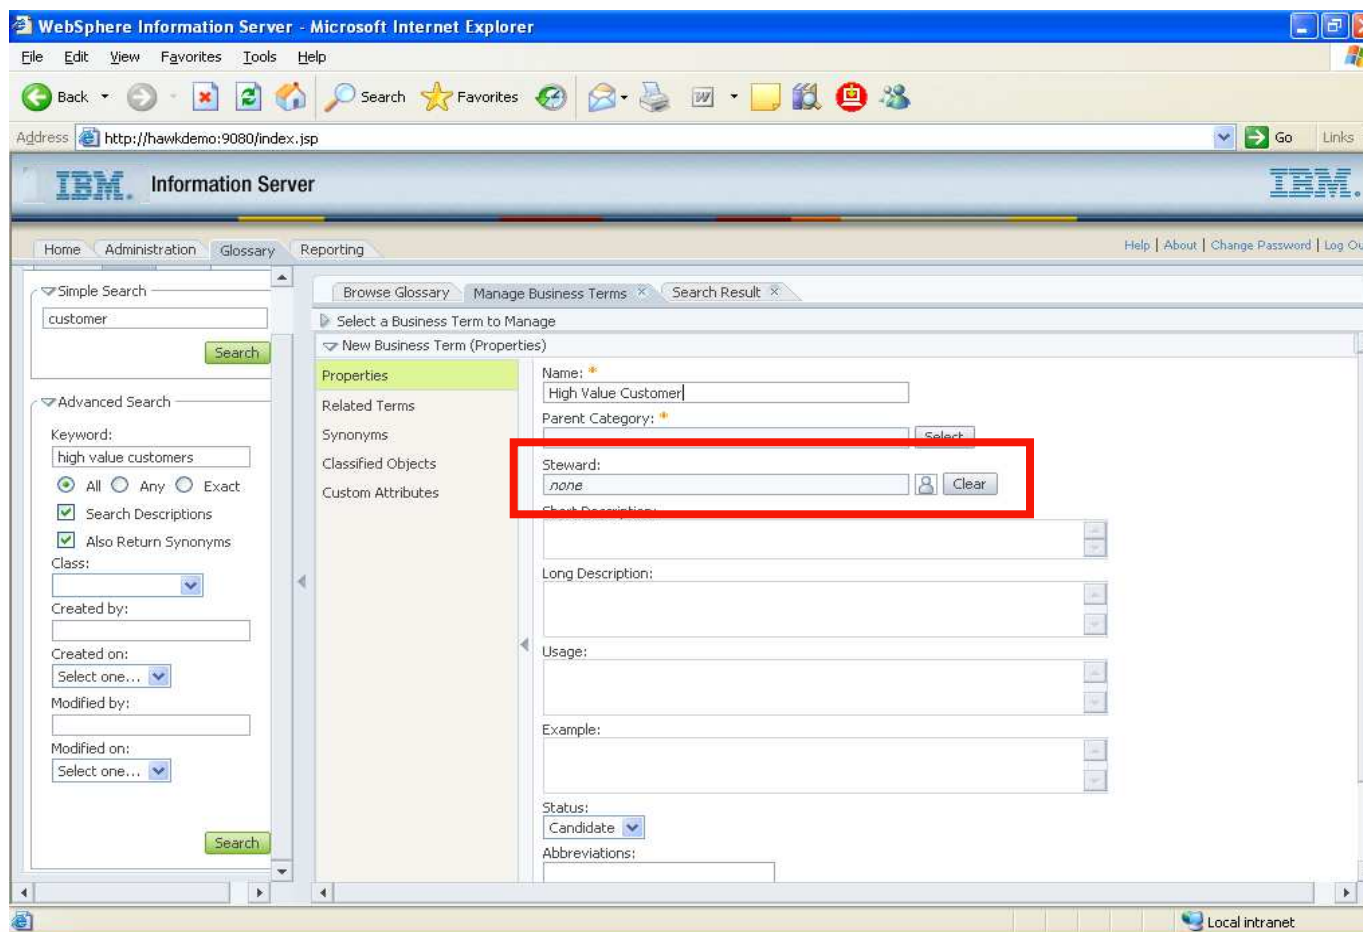 WebSphere Information Server - Microsoft Internet Explorer
File Edit View Favorites Tools Help
Back Search Favorites
Address http://hawkdemo:9080/index.jsp Go Links
IBM. Information Server IBM.
Home Administration Glossary Reporting Help | About | Change Password | Log Ou
Simple Search
customer
Search
Advanced Search
Keyword:
high value customers
All Any Exact
Search Descriptions
Also Return Synonyms
Class:
Created by:
Created on:
Select one...
Modified by:
Modified on:
Select one...
Search
Browse Glossary Manage Business Terms Search Result
Select a Business Term to Manage
New Business Term (Properties)
Properties
Related Terms
Synonyms
Classified Objects
Custom Attributes
Name: *
High Value Customer
Parent Category: *
Select
Steward:
none Clear
Short Description:
Long Description:
Usage:
Example:
Status:
Candidate
Abbreviations:
Local intranet